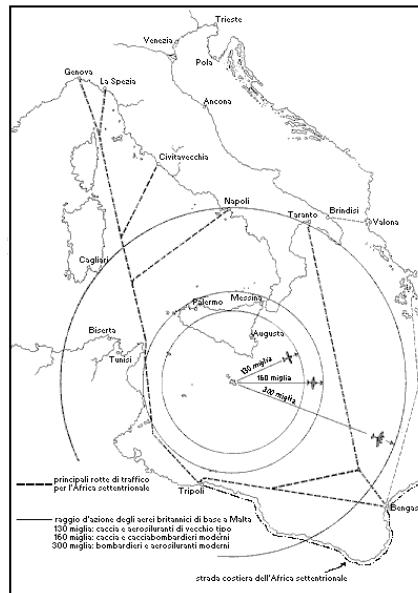 Trieste
Venezia
Pola
Genova
La Spezia
Ancona
Civitavecchia
Napoli
Taranto
Brindisi
Valona
Cagliari
Palermo
Messina
Biserta
Tunisi
Augusta
130 miglia
160 miglia
300 miglia
principali rotte di traffico
per l'Africa settentrionale
Tripoli
Bengasi
raggio d'azione degli aerei britannici di base a Malta
130 miglia: caccia e aerosiluranti di vecchio tipo
160 miglia: caccia e cacciabombardieri moderni
300 miglia: bombardieri e aerosiluranti moderni
strada costiera dell'Africa settentrionale